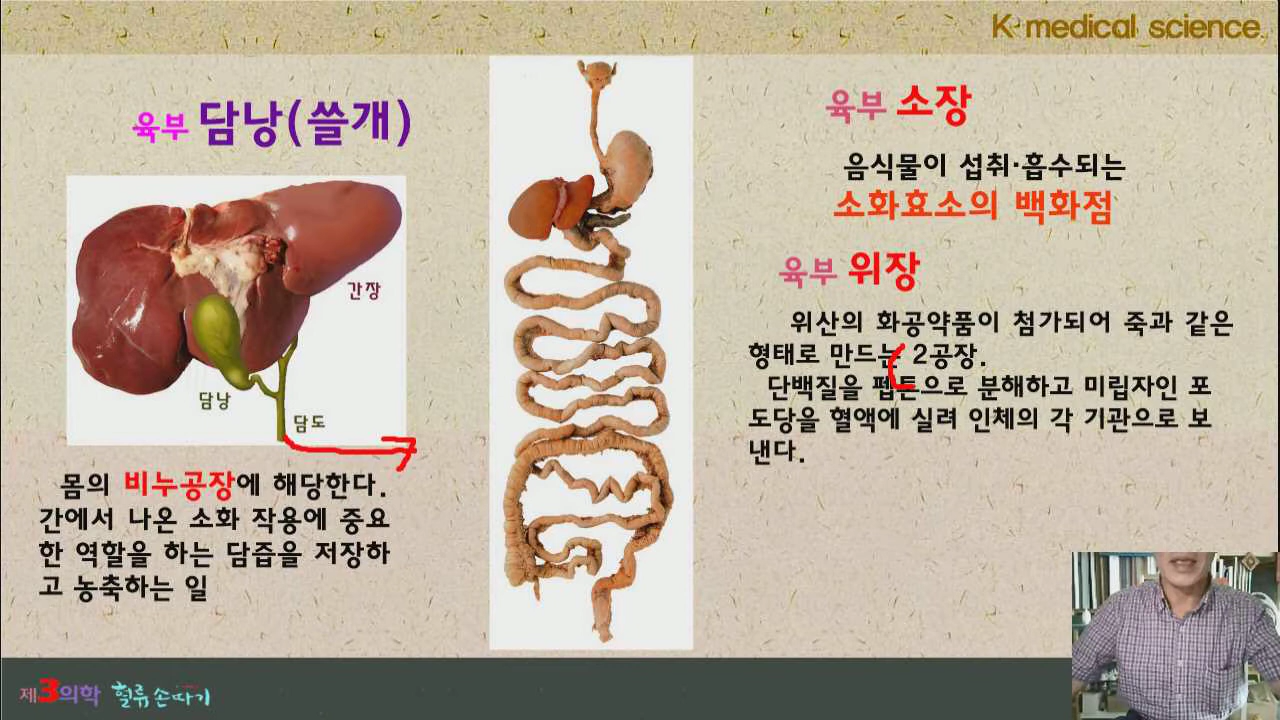 K medical science
육부 담낭(쓸개)
간장
담낭
담도
몸의 비누공장에 해당한다.
간에서 나온 소화 작용에 중요
한 역할을 하는 담즙을 저장하
고 농축하는 일
육부 소장
음식물이 섭취·흡수되는
소화효소의 백화점
육부 위장
위산의 화공약품이 첨가되어 죽과 같은
형태로 만드는 2공장.
단백질을 펩톤으로 분해하고 미립자인 포
도당을 혈액에 실려 인체의 각 기관으로 보
낸다.
제3의학 혈류손따기